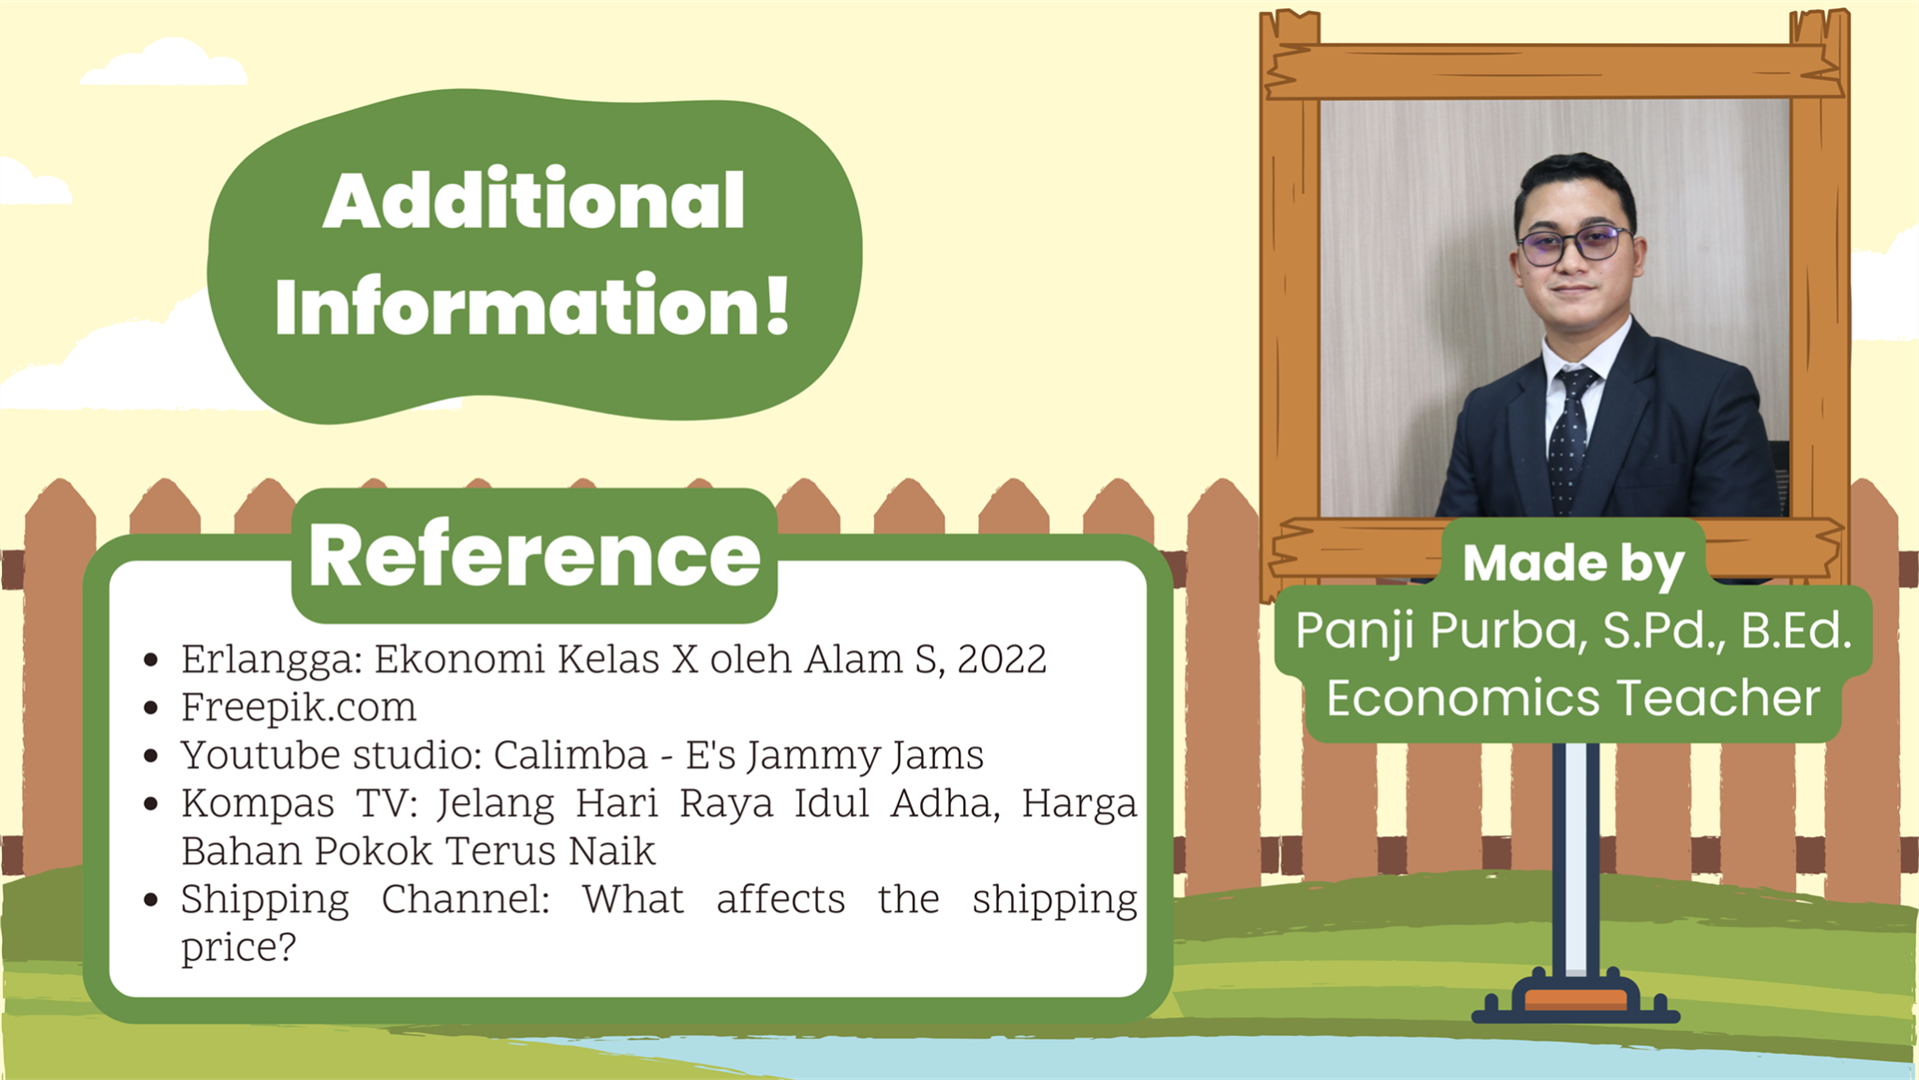 Additional
Information!
Reference
• Erlangga: Ekonomi Kelas X oleh Alam S, 2022
• Freepik.com
• Youtube studio: Calimba - E's Jammy Jams
• Kompas TV: Jelang Hari Raya Idul Adha, Harga
Bahan Pokok Terus Naik
• Shipping Channel: What affects the shipping
price?
Made by
Panji Purba, S.Pd., B.Ed.
Economics Teacher